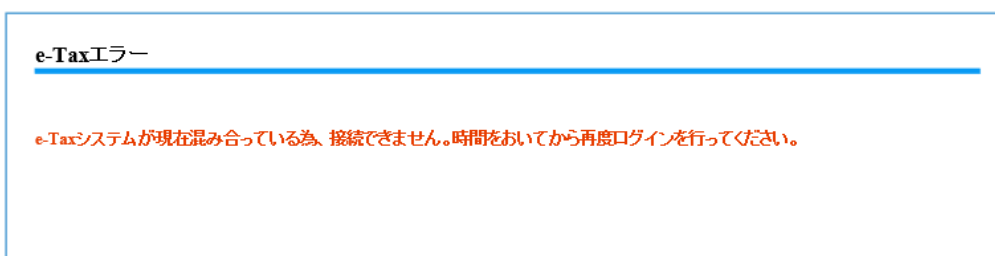 e-Taxエラー
e-Taxシステムが現在混み合っている為、接続できません。時間をおいてから再度ログインを行ってください。